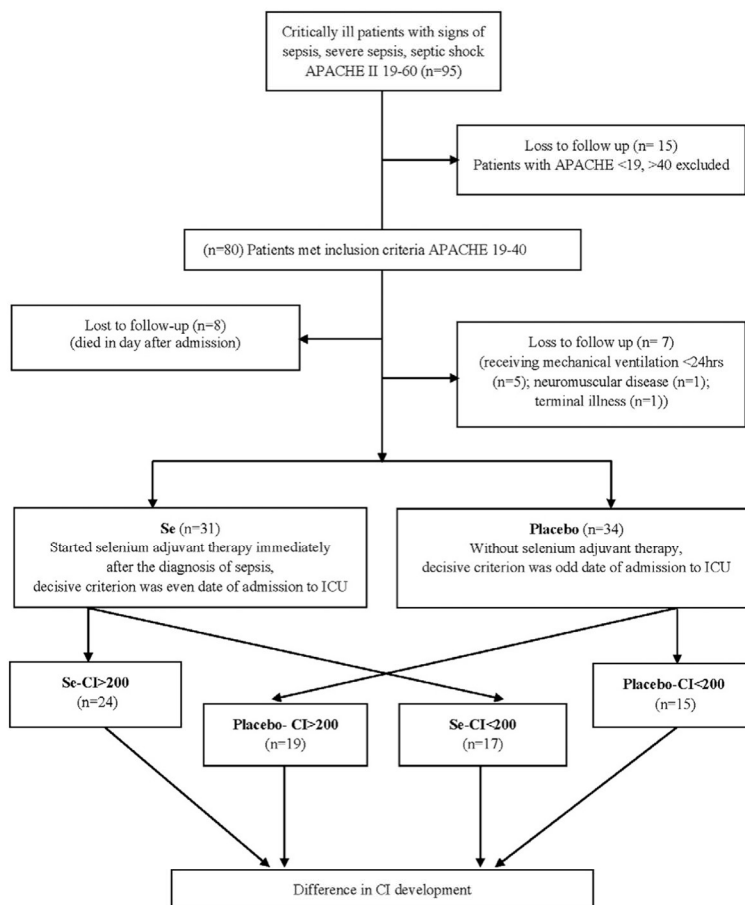 Critically ill patients with signs of
sepsis, severe sepsis, septic shock
APACHE II 19-60 (n=95)
Loss to follow up (n= 15)
Patients with APACHE <19, >40 excluded
(n=80) Patients met inclusion criteria APACHE 19-40
Lost to follow-up (n=8)
(died in day after admission)
Loss to follow up (n= 7)
(receiving mechanical ventilation <24hrs
(n=5); neuromuscular disease (n=1);
terminal illness (n=1))
Se (n=31)
Started selenium adjuvant therapy immediately
after the diagnosis of sepsis,
decisive criterion was even date of admission to ICU
Placebo (n=34)
Without selenium adjuvant therapy,
decisive criterion was odd date of admission to ICU
Se-CI>200
(n=24)
Placebo- CI>200
(n=19)
Se-CI<200
(n=17)
Placebo-CI<200
(n=15)
Difference in CI development